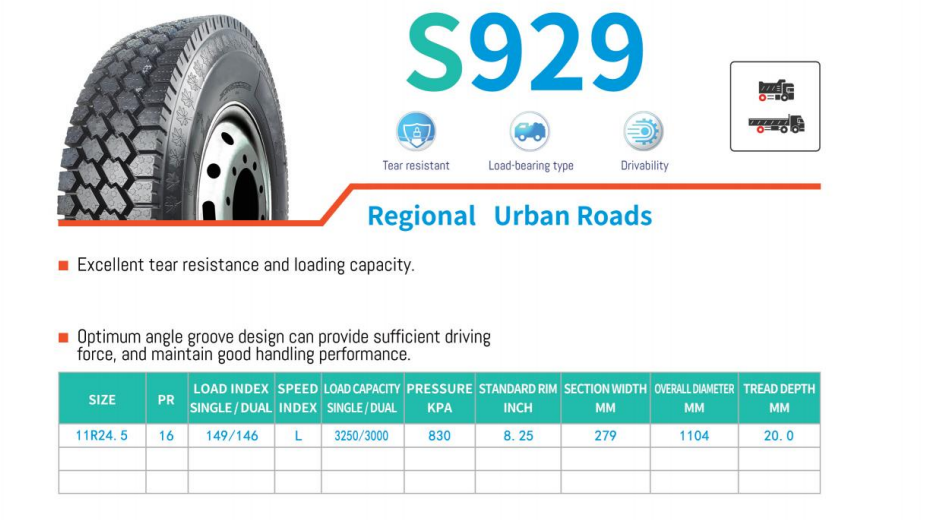 S929
Tear resistant
Load-bearing type
Drivability
Regional Urban Roads
Excellent tear resistance and loading capacity.
Optimum angle groove design can provide sufficient driving
force, and maintain good handling performance.
SIZE PR LOAD INDEX SINGLE / DUAL SPEED INDEX LOAD CAPACITY SINGLE / DUAL PRESSURE KPA STANDARD RIM INCH SECTION WIDTH MM OVERALL DIAMETER MM TREAD DEPTH MM
11R24.5 16 149/146 L 3250/3000 830 8.25 279 1104 20.0